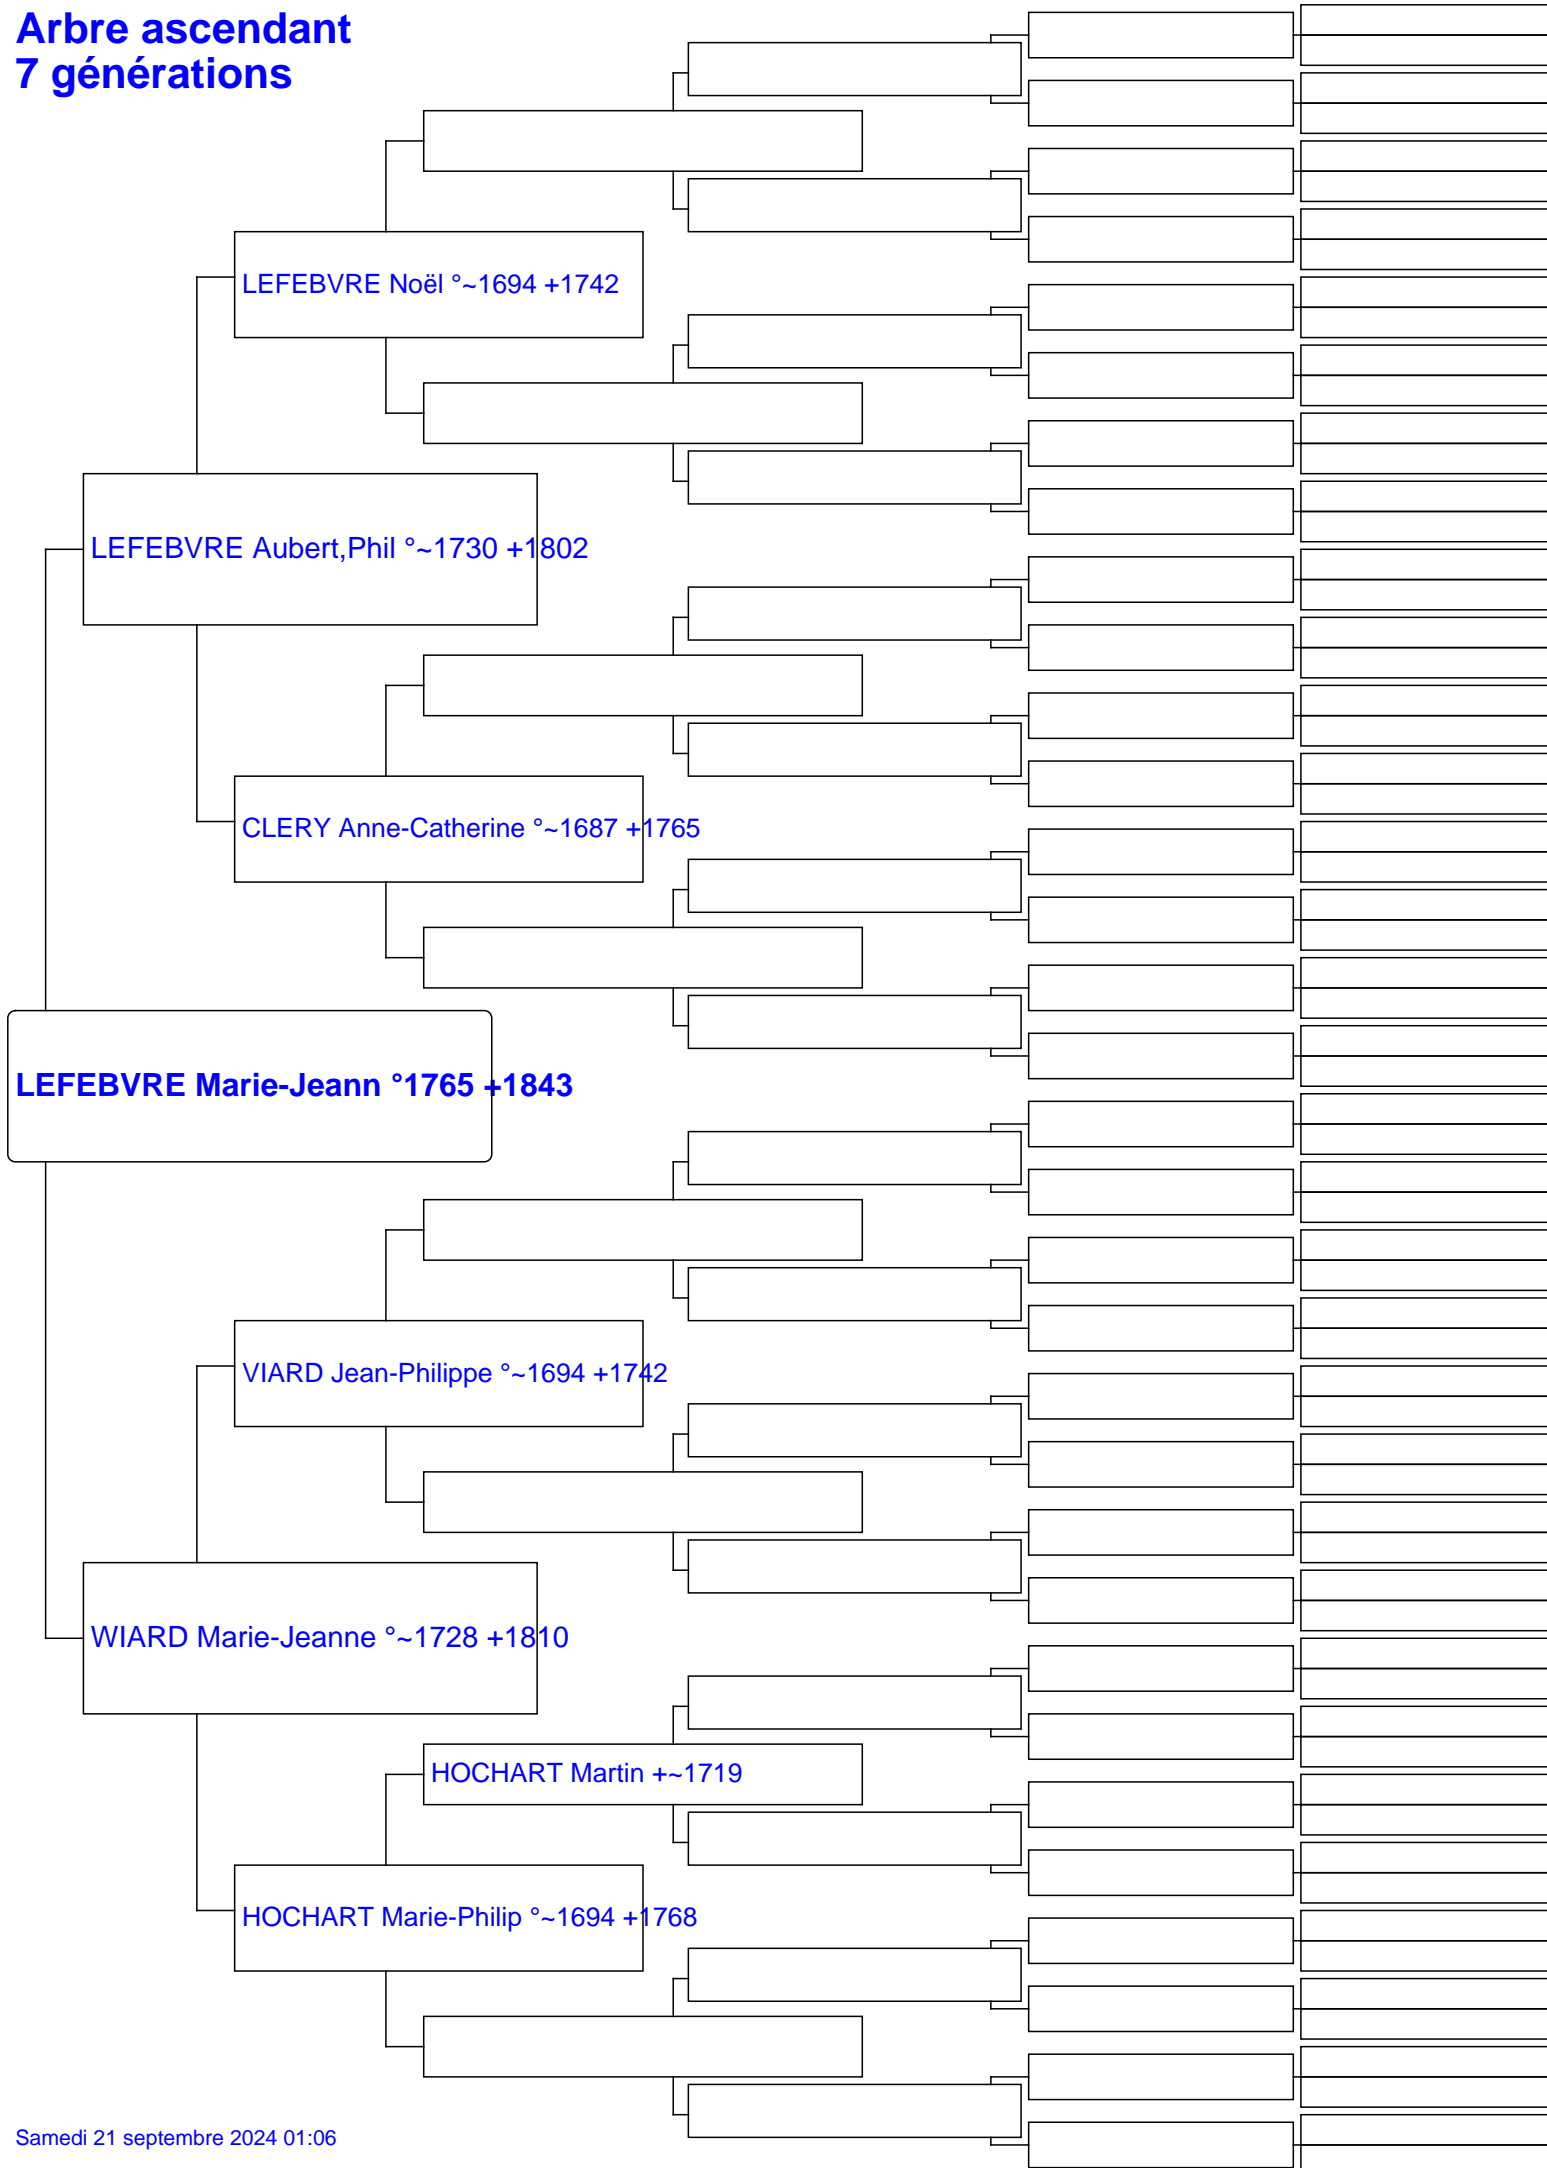 Arbre ascendant
7 générations
LEFEBVRE Noël °~1694 +1742
LEFEBVRE Aubert,Phil °~1730 +1802
CLERY Anne-Catherine °~1687 +1765
LEFEBVRE Marie-Jeann °1765 +1843
VIARD Jean-Philippe °~1694 +1742
WIARD Marie-Jeanne °~1728 +1810
HOCHART Martin +~1719
HOCHART Marie-Philip °~1694 +1768
Samedi 21 septembre 2024 01:06